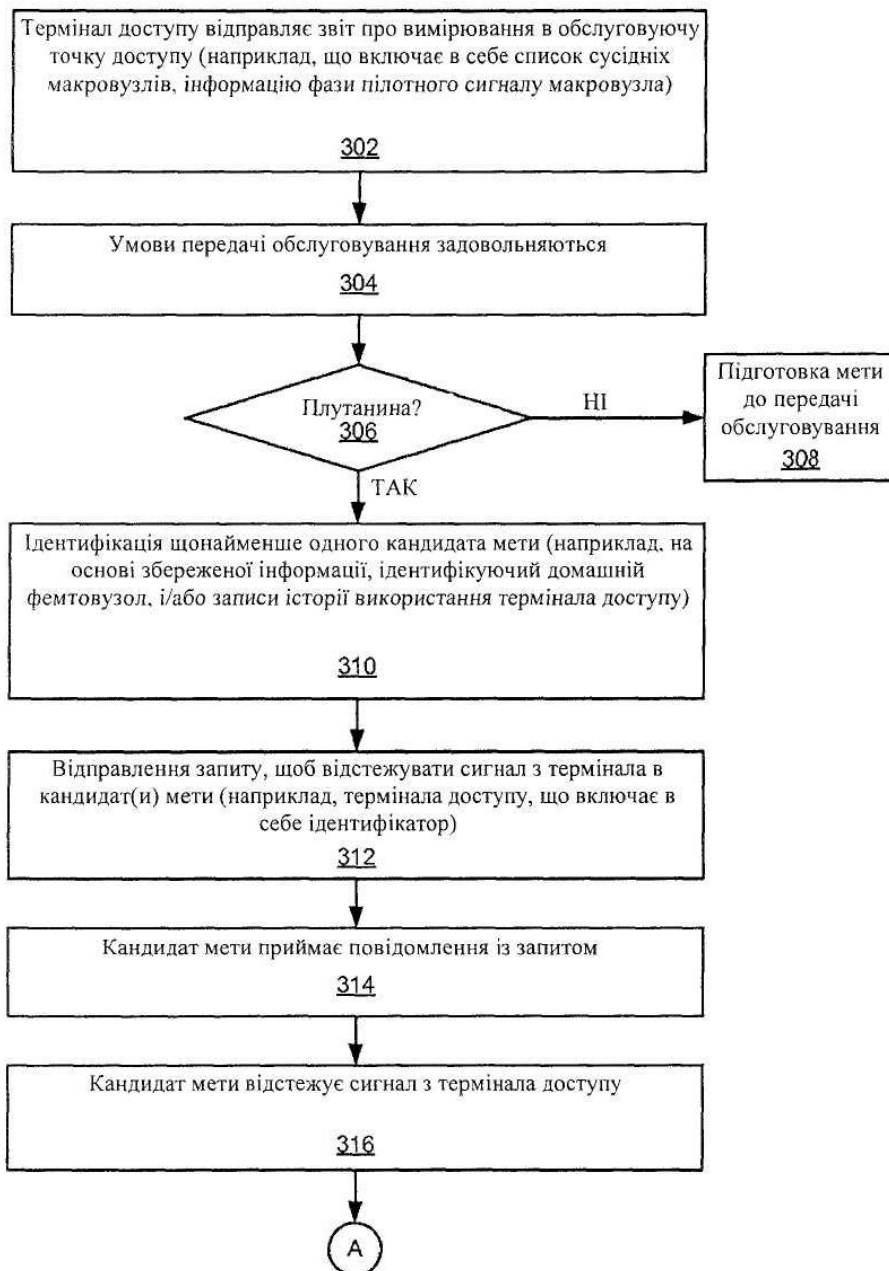 Термінал доступу відправляє звіт про вимірювання в обслуговуючу
точку доступу (наприклад, що включає в себе список сусідніх
макровузлів, інформацію фази пілотного сигналу макровузла)
302
Умови передачі обслуговування задовольняються
304
Плутанина?
306
НІ
Підготовка мети
до передачі
обслуговування
308
ТАК
Ідентифікація щонайменше одного кандидата мети (наприклад, на
основі збереженої інформації, ідентифікуючий домашній
фемтовузол, і/або записи історії використання термінала доступу)
310
Відправлення запиту, щоб відстежувати сигнал з термінала в
кандидат(и) мети (наприклад, термінала доступу, що включає в
себе ідентифікатор)
312
Кандидат мети приймає повідомлення із запитом
314
Кандидат мети відстежує сигнал з термінала доступу
316
А